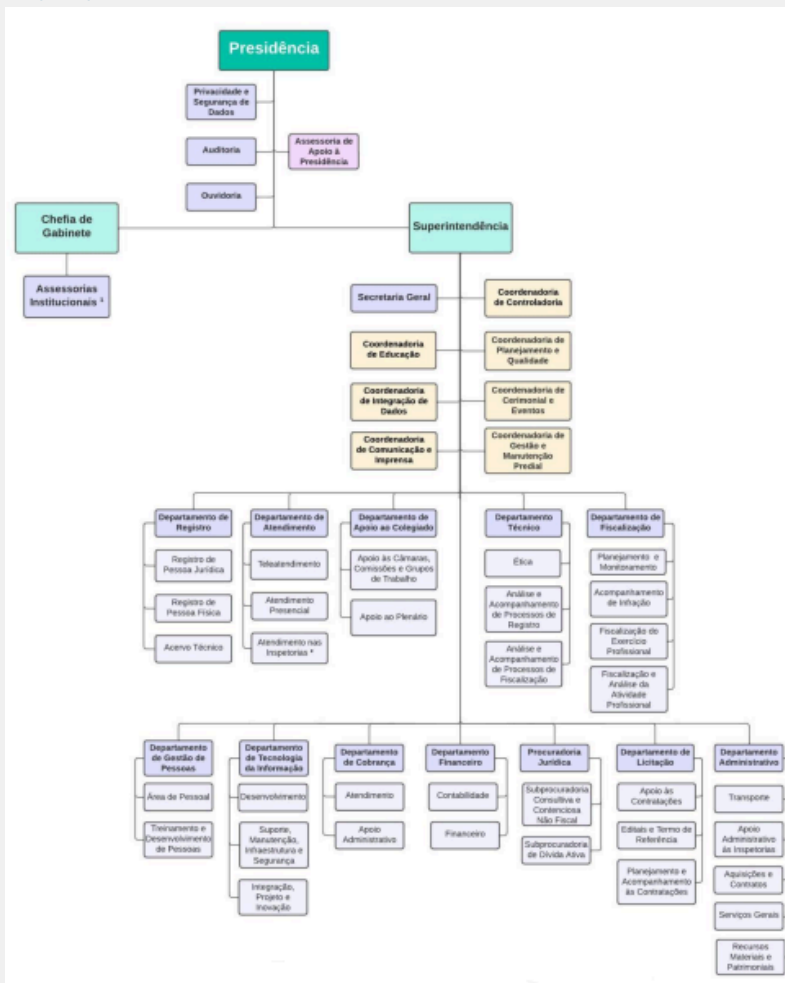 Presidência
Privacidade e
Segurança de
Dados
Auditoria
Assessoria de
Apoio à
Presidência
Ouvidoria
Chefia de
Gabinete
Superintendência
Assessorias
Institucionais ¹
Secretaria Geral
Coordenadoria
de Controladoria
Coordenadoria
de Educação
Coordenadoria de
Planejamento e
Qualidade
Coordenadoria
de Integração de
Dados
Coordenadoria de
Cerimonial e
Eventos
Coordenadoria
de Comunicação e
Imprensa
Coordenadoria de
Gestão e
Manutenção
Predial
Departamento de
Registro
Registro de
Pessoa Jurídica
Registro de
Pessoa Física
Acervo Técnico
Departamento de
Atendimento
Teleatendimento
Atendimento
Presencial
Atendimento nas
Inspetorias ²
Departamento de
Apoio ao Colegiado
Apoio às Câmaras,
Comissões e Grupos
de Trabalho
Apoio ao Plenário
Departamento
Técnico
Ética
Análise e
Acompanhamento
de Processos de
Registro
Análise e
Acompanhamento
de Processos de
Fiscalização
Departamento de
Fiscalização
Planejamento e
Monitoramento
Acompanhamento
de Infração
Fiscalização do
Exercício
Profissional
Fiscalização e
Análise da
Atividade
Profissional
Departamento
de Gestão de
Pessoas
Área de Pessoal
Treinamento e
Desenvolvimento
de Pessoas
Departamento
de Tecnologia
da Informação
Desenvolvimento
Suporte,
Manutenção,
Infraestrutura e
Segurança
Integração,
Projeto e
Inovação
Departamento
de Cobrança
Atendimento
Apoio
Administrativo
Departamento
Financeiro
Contabilidade
Financeiro
Procuradoria
Jurídica
Subprocuradoria
Consultiva e
Contenciosa
Não Fiscal
Subprocuradoria
de Dívida Ativa
Departamento de
Licitação
Apoio às
Contratações
Editais e Termo de
Referência
Planejamento e
Acompanhamento
às Contratações
Departamento
Administrativo
Transporte
Apoio
Administrativo
às Inspetorias
Aquisições e
Contratos
Serviços Gerais
Recursos
Materiais e
Patrimoniais